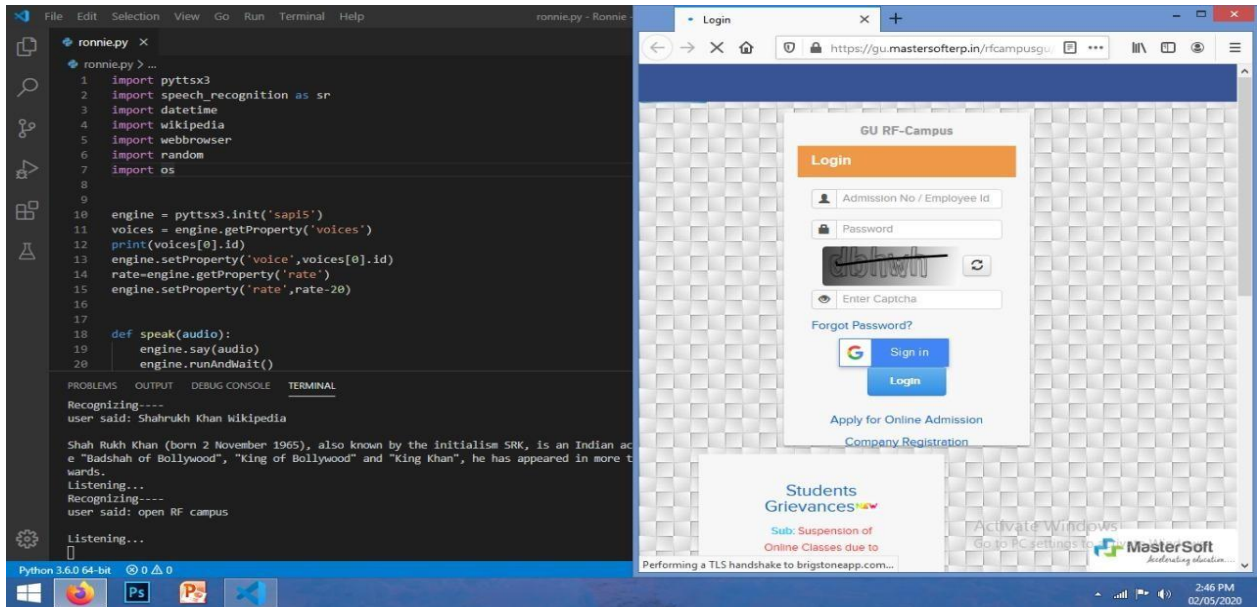 File Edit Selection View Go Run Terminal Help
ronnie.py - Ronnie -
ronnie.py ×
ronnie.py > ...
1 import pyttsx3
2 import speech_recognition as sr
3 import datetime
4 import wikipedia
5 import webbrowser
6 import random
7 import os
8
9
10 engine = pyttsx3.init('sapi5')
11 voices = engine.getProperty('voices')
12 print(voices[0].id)
13 engine.setProperty('voice',voices[0].id)
14 rate=engine.getProperty('rate')
15 engine.setProperty('rate',rate-20)
16
17
18 def speak(audio):
19 engine.say(audio)
20 engine.runAndWait()
PROBLEMS OUTPUT DEBUG CONSOLE TERMINAL
Recognizing----
user said: Shahrukh Khan Wikipedia
Shah Rukh Khan (born 2 November 1965), also known by the initialism SRK, is an Indian ac
e "Badshah of Bollywood", "King of Bollywood" and "King Khan", he has appeared in more t
wards.
Listening...
Recognizing----
user said: open RF campus
Listening...
Python 3.6.0 64-bit 0 0
Login
https://gu.mastersofterp.in/rfcampusgu
GU RF-Campus
Login
Admission No / Employee Id
Password
dbhwh
Enter Captcha
Forgot Password?
Sign in
Login
Apply for Online Admission
Company Registration
Students
Grievances NEW
Sub: Suspension of
Online Classes due to
Activate Windows
Go to PC settings to
MasterSoft
Accelerating education....
Performing a TLS handshake to brigstoneapp.com...
Ps
2:46 PM
02/05/2020